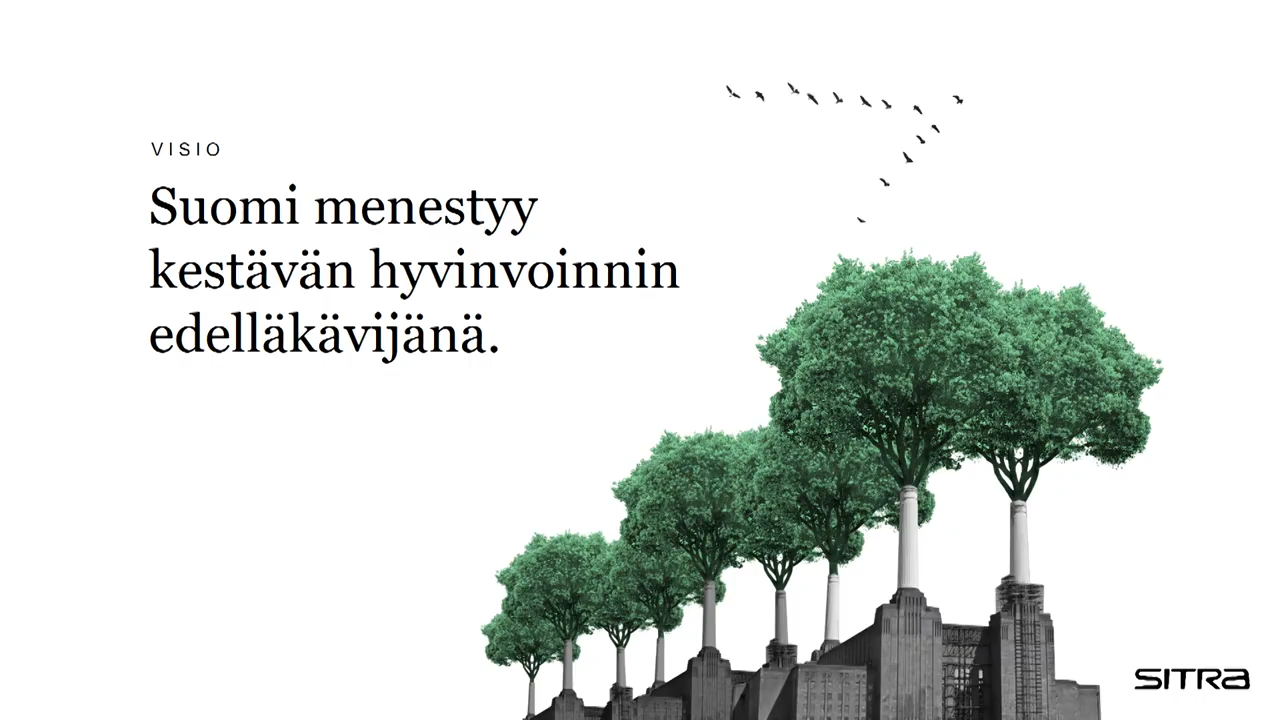 VISIO
Suomi menestyy
kestävän hyvinvoinnin
edelläkävijänä.
SITRA